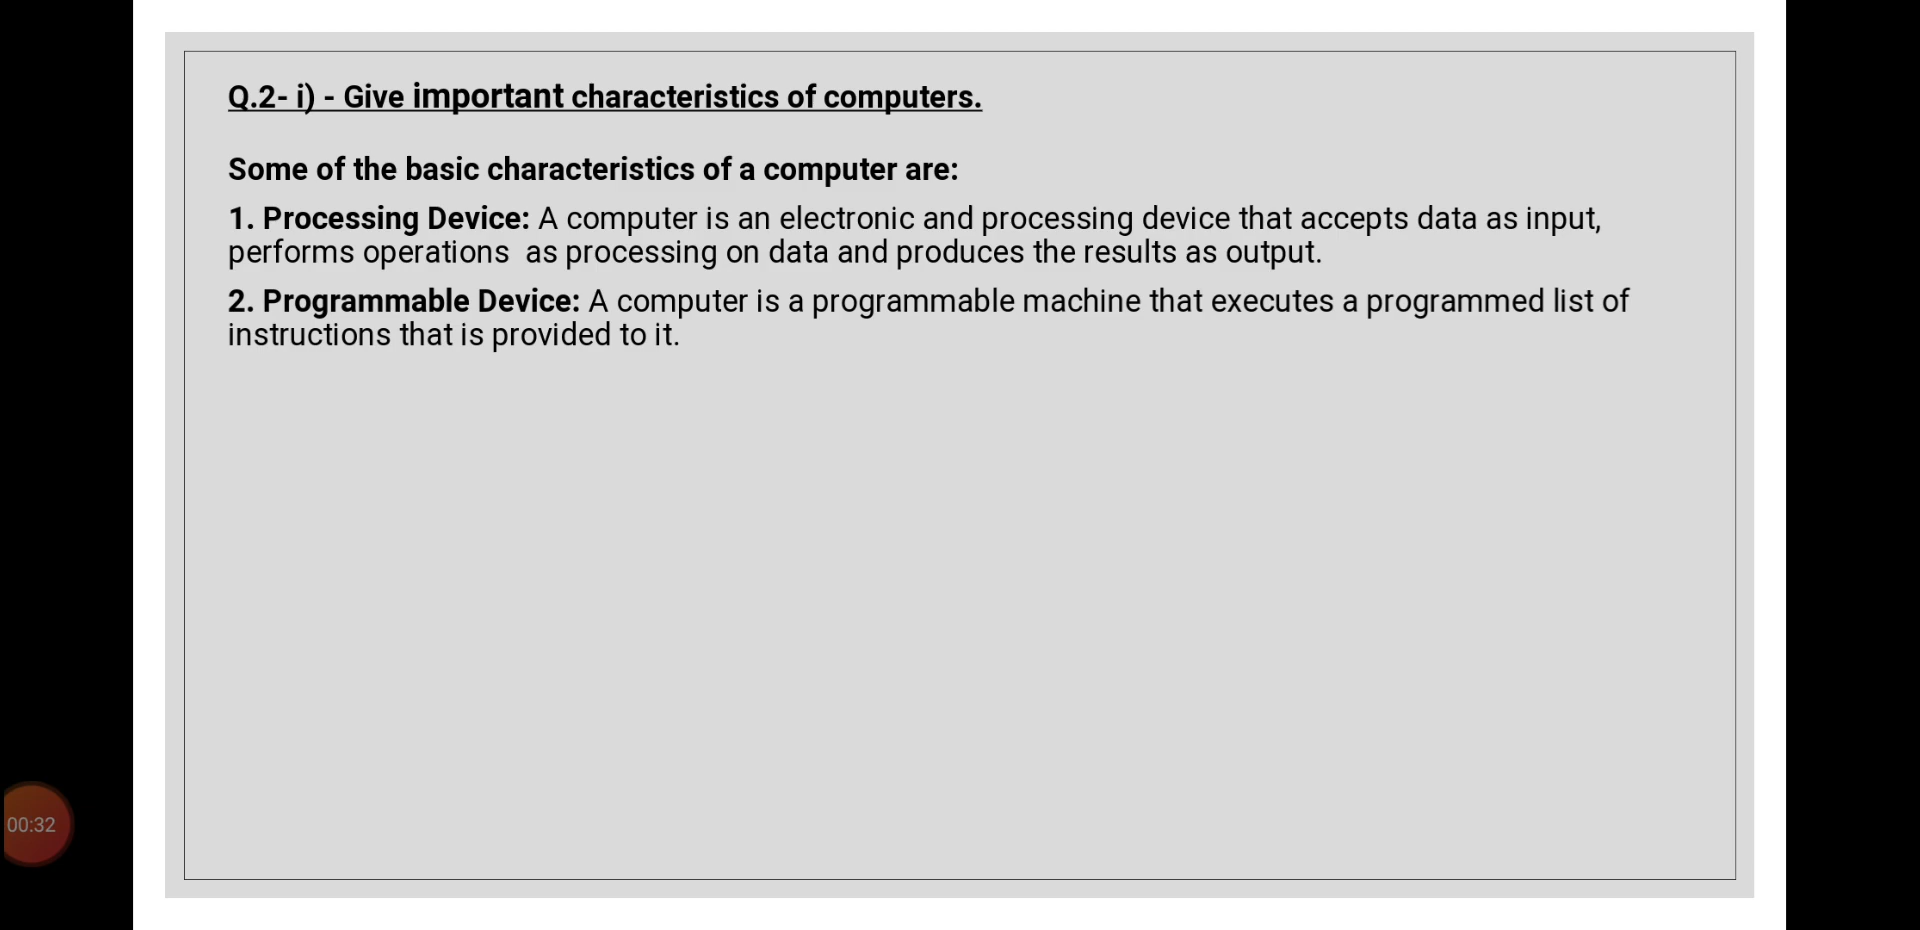 Q.2- i) - Give important characteristics of computers.
Some of the basic characteristics of a computer are:
1. Processing Device: A computer is an electronic and processing device that accepts data as input,
performs operations  as processing on data and produces the results as output.
2. Programmable Device: A computer is a programmable machine that executes a programmed list of
instructions that is provided to it.
00:32